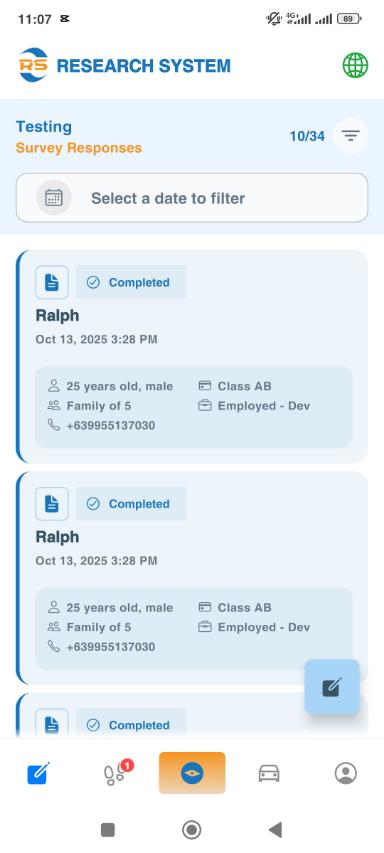 11:07
4G
89
RS RESEARCH SYSTEM
Testing
Survey Responses
10/34
Select a date to filter
Completed
Ralph
Oct 13, 2025 3:28 PM
25 years old, male
Class AB
Family of 5
Employed - Dev
+639955137030
Completed
Ralph
Oct 13, 2025 3:28 PM
25 years old, male
Class AB
Family of 5
Employed - Dev
+639955137030
Completed
1